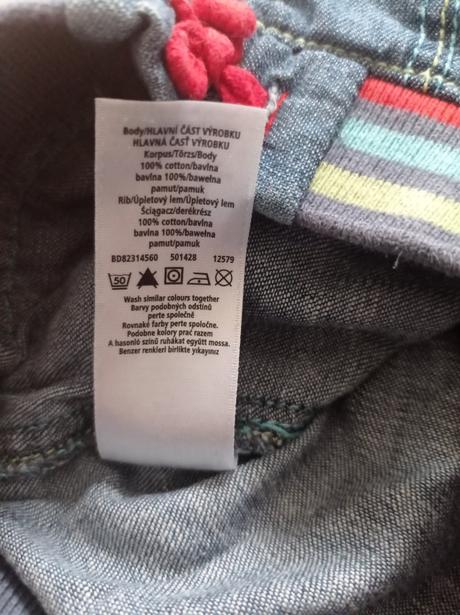 Body/HLAVNÍ ČÁST VÝROBKU
HLAVNÁ ČASŤ VÝROBKU
Korpus/Törzs/Body
100% cotton/bavlna
bavlna 100%/bawełna
pamut/pamuk
Rib/Úpletový lem/Úpletový lem
Ściągacz/derékrész
100% cotton/bavlna
bavlna 100%/bawełna
pamut/pamuk
BD82314560 501428 12579
50
Wash similar colours together
Barvy podobných odstínů
perte společně
Rovnaké farby perte spoločne.
Podobne kolory prać razem
A hasonló színű ruhákat együtt mossa.
Benzer renkleri birlikte yıkayınız